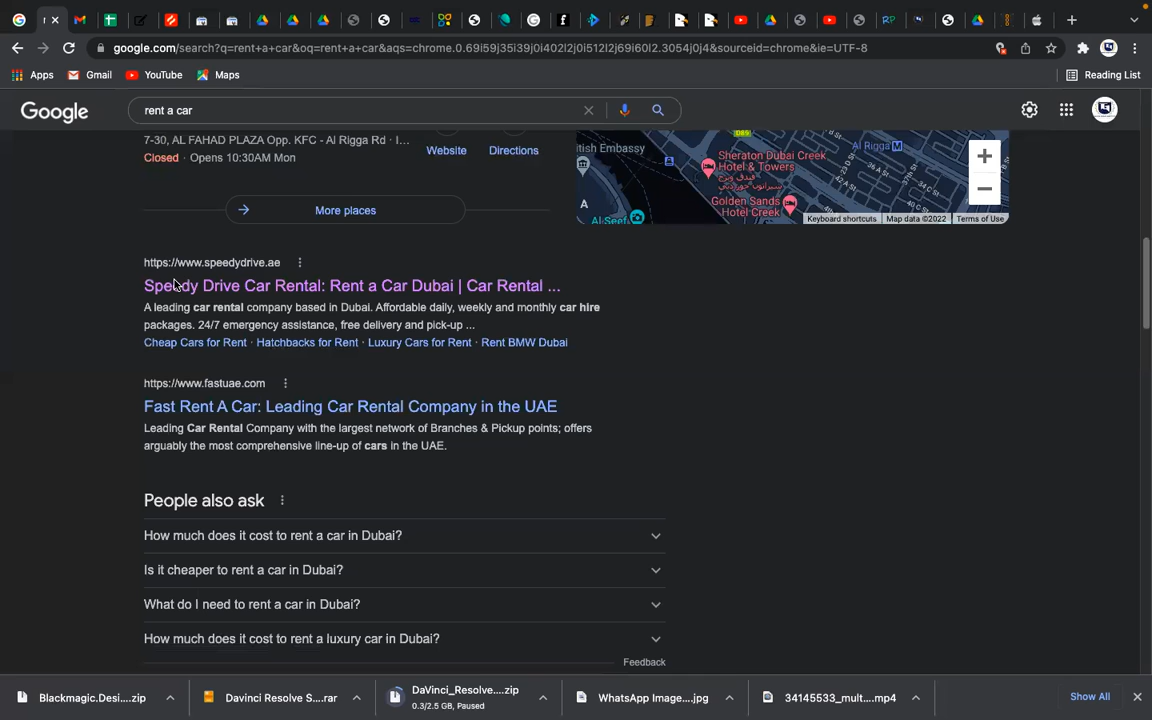 google.com/search?q=rent+a+car&oq=rent+a+car&aqs=chrome.0.69i59j35i39j0i402l2j0i512l2j69i60l2.3054j0j4&sourceid=chrome&ie=UTF-8
Apps Gmail YouTube Maps Reading List
Google rent a car
7-30, AL FAHAD PLAZA Opp. KFC - Al Rigga Rd · I...
Closed · Opens 10:30AM Mon
Website Directions
More places
itish Embassy
D89
Sheraton Dubai Creek
Hotel & Towers
Al Rigga
Golden Sands
Hotel Creek
A
Al Seef
Keyboard shortcuts Map data ©2022 Terms of Use
https://www.speedydrive.ae
Speedy Drive Car Rental: Rent a Car Dubai | Car Rental ...
A leading car rental company based in Dubai. Affordable daily, weekly and monthly car hire
packages. 24/7 emergency assistance, free delivery and pick-up ...
Cheap Cars for Rent · Hatchbacks for Rent · Luxury Cars for Rent · Rent BMW Dubai
https://www.fastuae.com
Fast Rent A Car: Leading Car Rental Company in the UAE
Leading Car Rental Company with the largest network of Branches & Pickup points; offers
arguably the most comprehensive line-up of cars in the UAE.
People also ask
How much does it cost to rent a car in Dubai?
Is it cheaper to rent a car in Dubai?
What do I need to rent a car in Dubai?
How much does it cost to rent a luxury car in Dubai?
Feedback
Blackmagic.Desi....zip
Davinci Resolve S....rar
DaVinci_Resolve....zip
0.3/2.5 GB, Paused
WhatsApp Image....jpg
34145533_mult....mp4
Show All